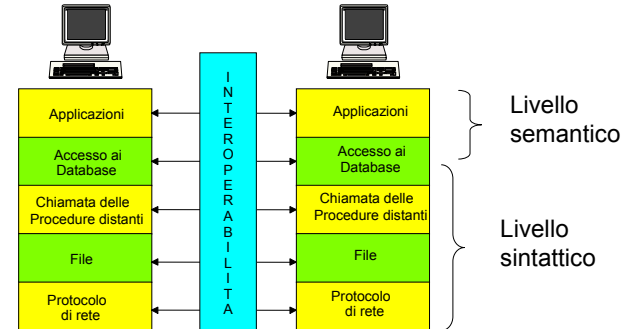 Applicazioni
Accesso ai
Database
Chiamata delle
Procedure distanti
File
Protocollo
di rete
INTEROPERABILITA
Applicazioni
Accesso ai
Database
Chiamata delle
Procedure distanti
File
Protocollo
di rete
Livello
semantico
Livello
sintattico